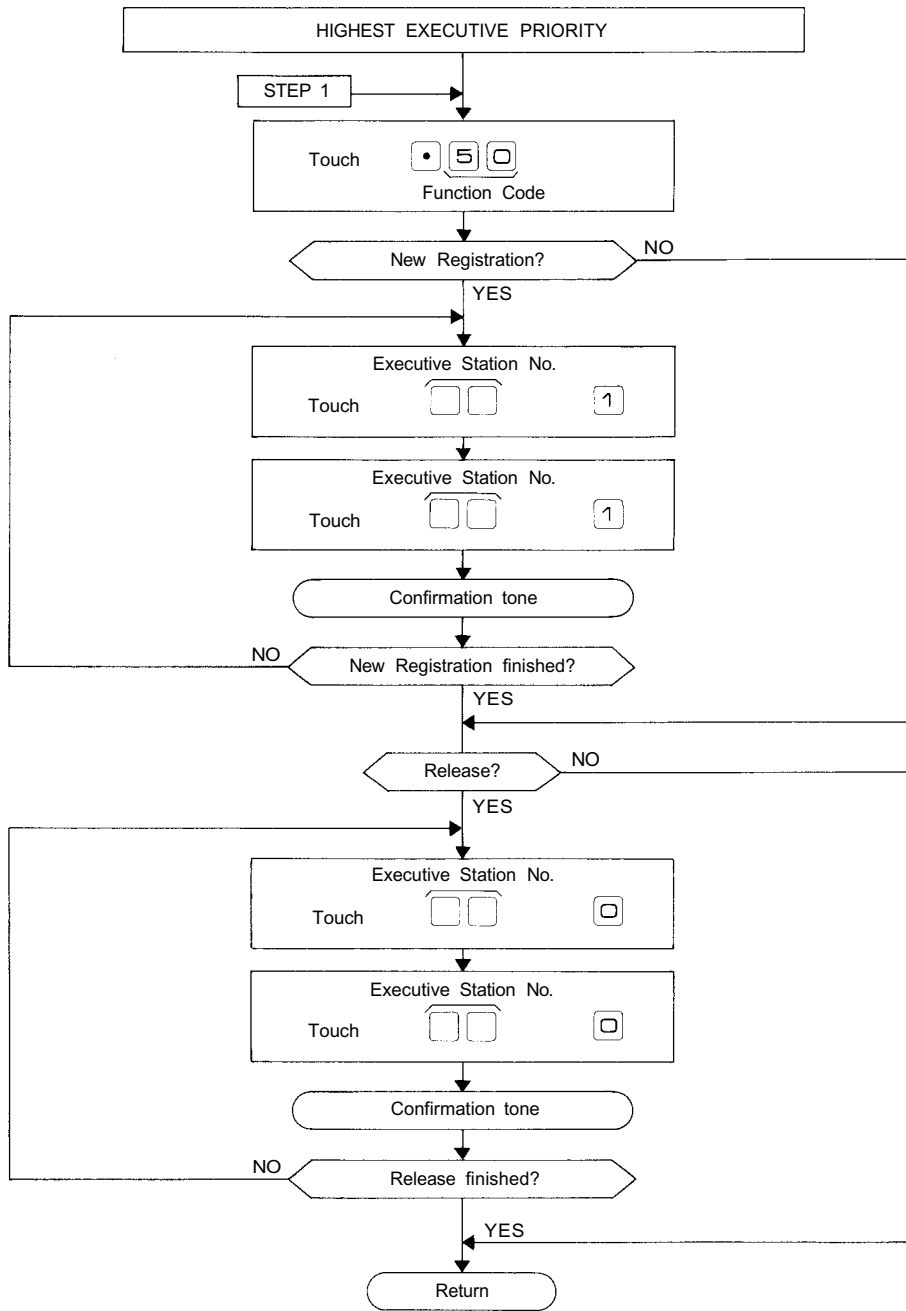 HIGHEST EXECUTIVE PRIORITY
STEP 1
Touch • 5 0
Function Code
New Registration?
NO
YES
Executive Station No.
Touch 1
Executive Station No.
Touch 1
Confirmation tone
NO
New Registration finished?
YES
Release?
NO
YES
Executive Station No.
Touch 0
Executive Station No.
Touch 0
Confirmation tone
NO
Release finished?
YES
Return